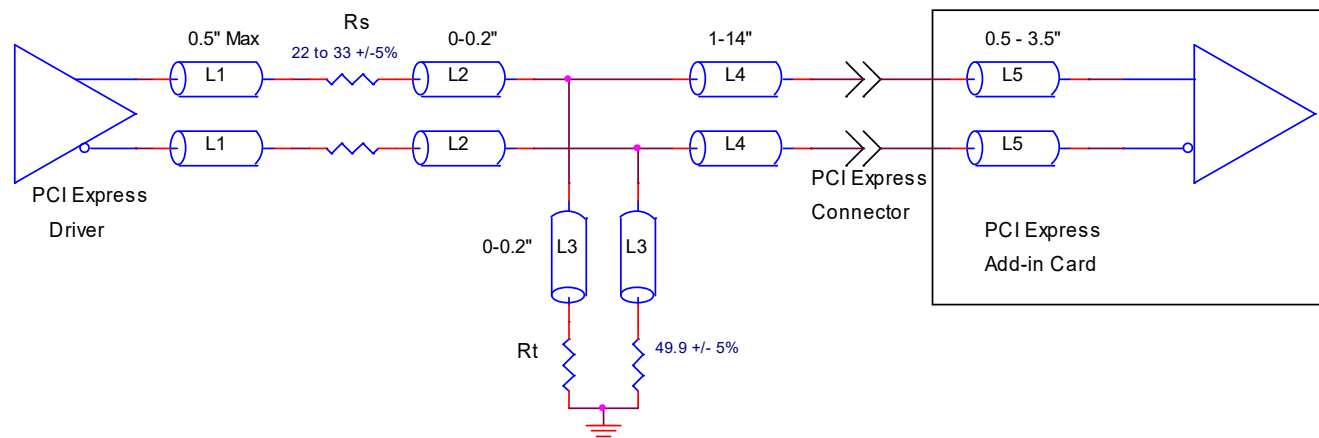 Rs
0.5" Max
22 to 33 +/-5%
0-0.2"
1-14"
0.5 - 3.5"
L1
L2
L4
L5
L1
L2
L4
L5
PCI Express
Driver
PCI Express
Connector
0-0.2"
L3
L3
PCI Express
Add-in Card
Rt
49.9 +/- 5%